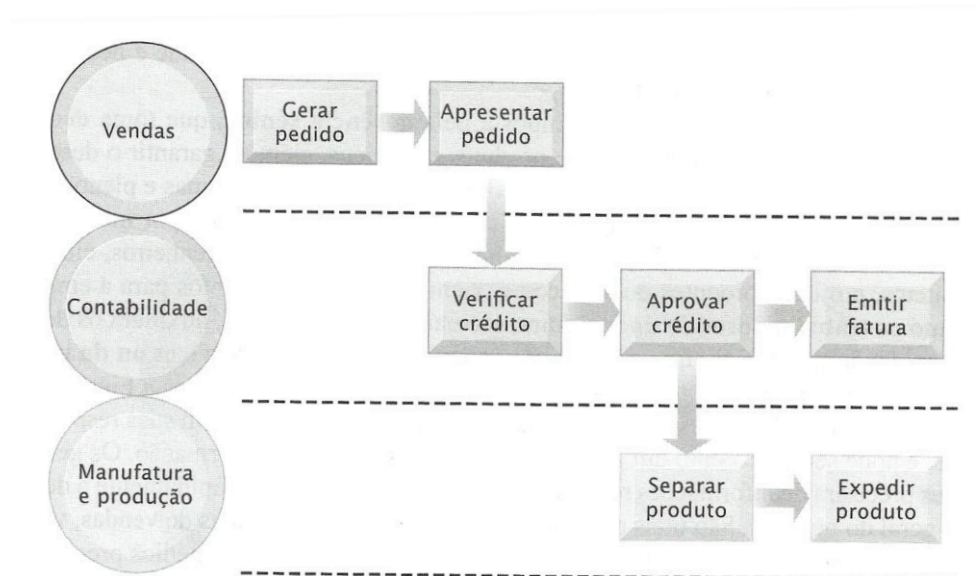 Vendas
Gerar
pedido
Apresentar
pedido
Contabilidade
Verificar
crédito
Aprovar
crédito
Emitir
fatura
Manufatura
e produção
Separar
produto
Expedir
produto